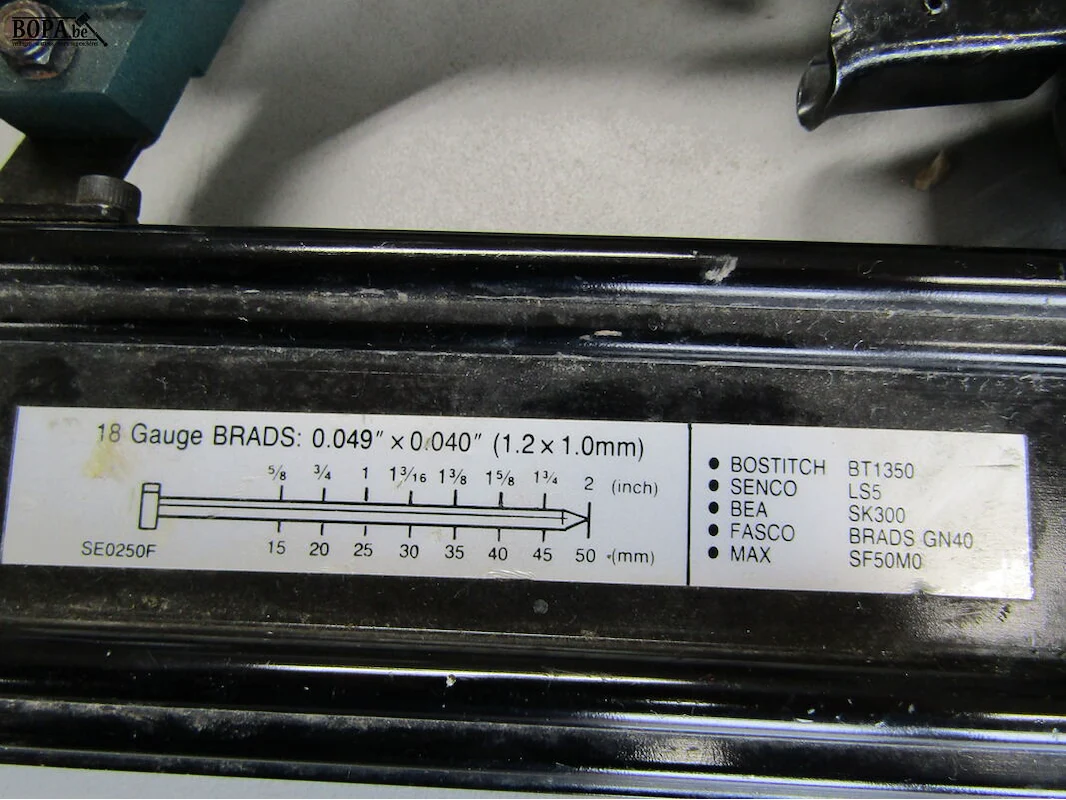 BOPA.be
18 Gauge BRADS: 0.049" × 0.040" (1.2 × 1.0mm)
5/8 3/4 1 1 3/16 1 3/8 1 5/8 1 3/4 2 (inch)
SE0250F
15 20 25 30 35 40 45 50 (mm)
• BOSTITCH BT1350
• SENCO LS5
• BEA SK300
• FASCO BRADS GN40
• MAX SF50M0